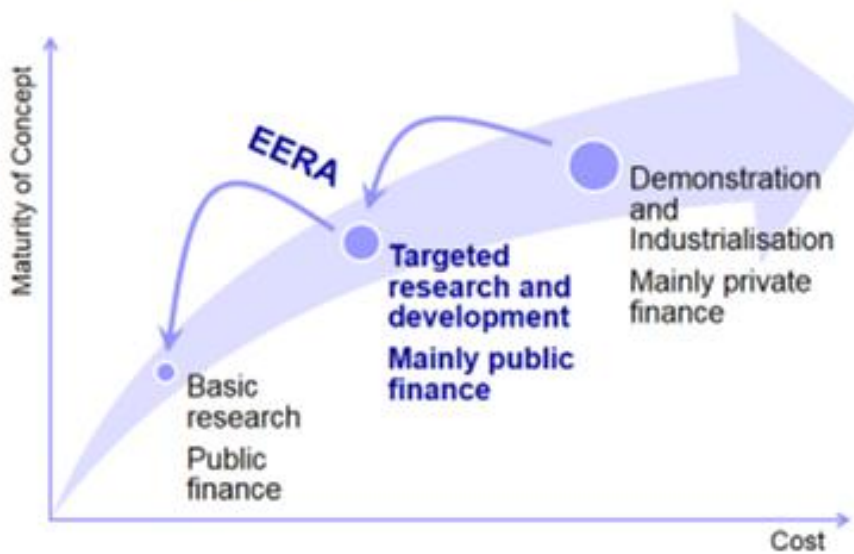 Maturity of Concept
EERA
Demonstration
and
Industrialisation
Mainly private
finance
Targeted
research and
development
Mainly public
finance
Basic
research
Public
finance
Cost